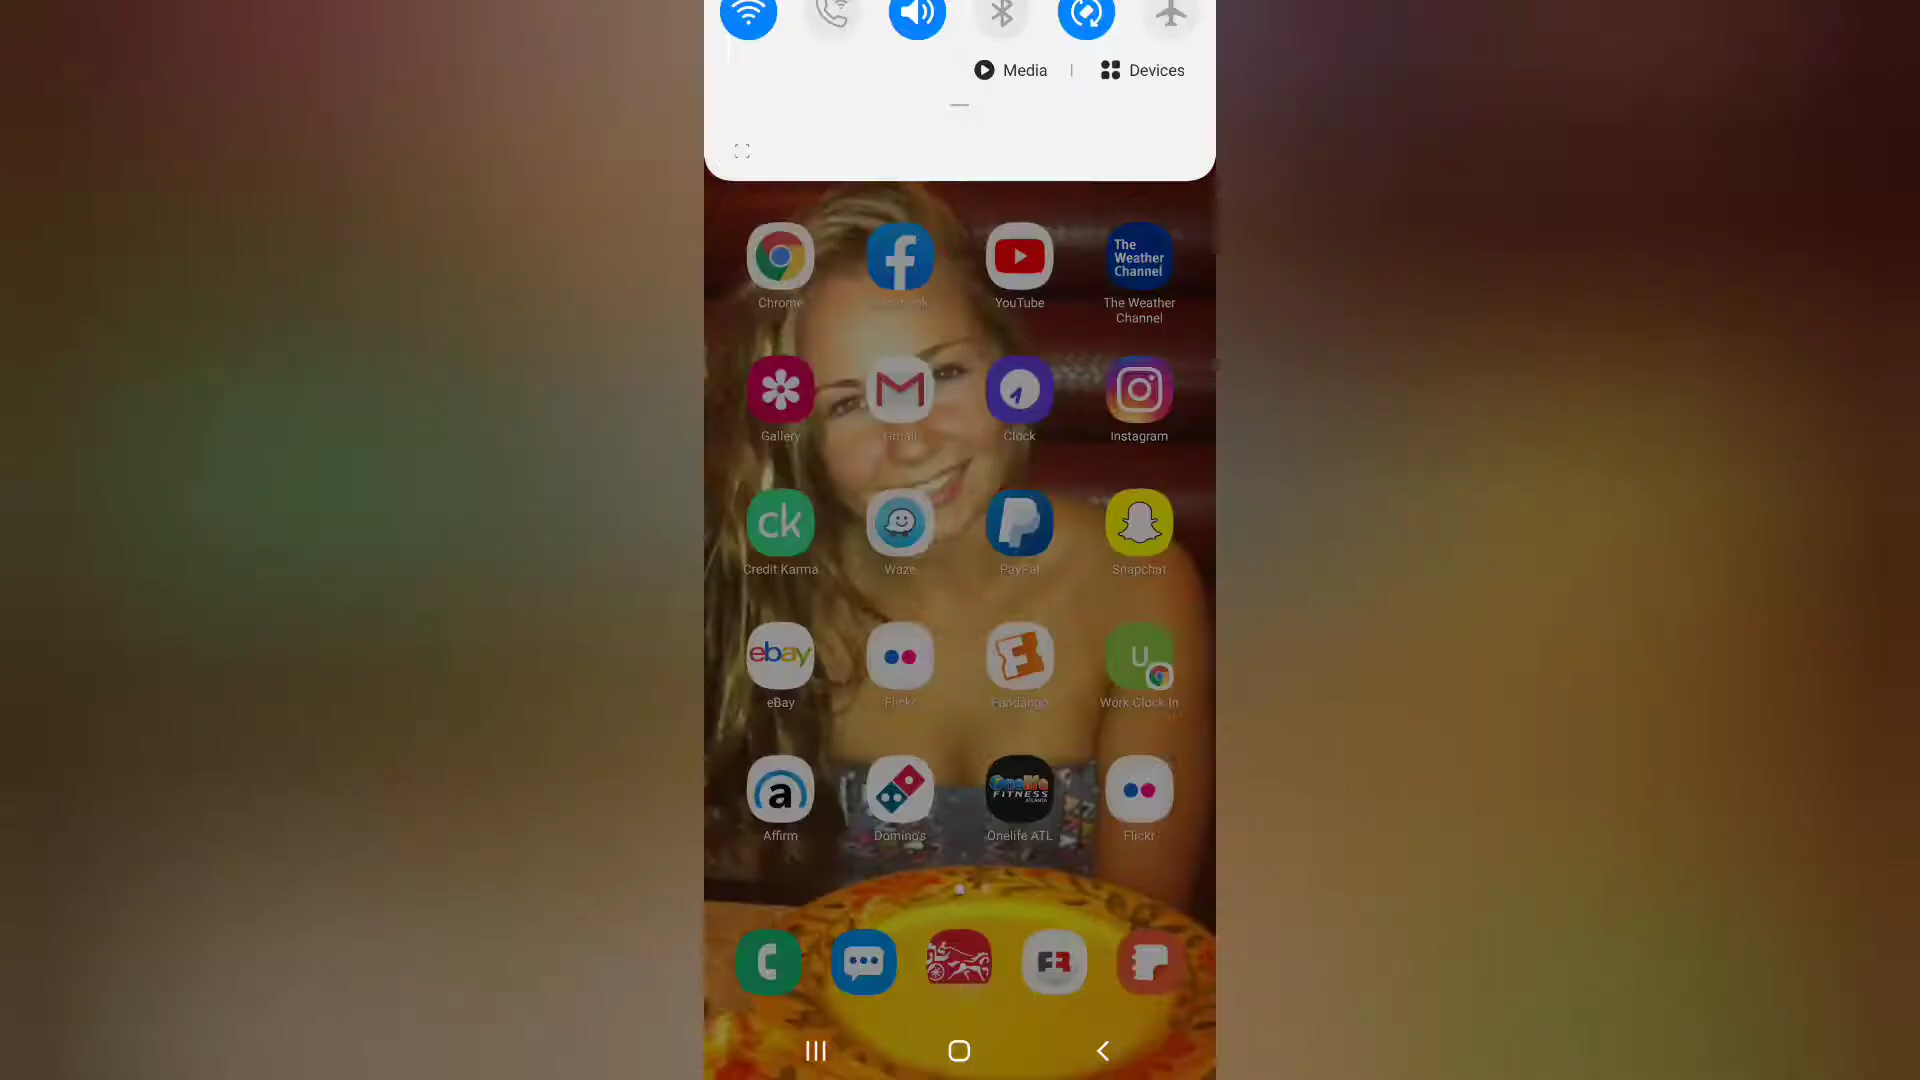 Media | Devices
Chrome
Facebook
YouTube
The Weather Channel
The Weather
Channel
Gallery
Gmail
Clock
Instagram
ck
Credit Karma
Waze
PayPal
Snapchat
ebay
U
eBay
Flickr
Fandango
Work Clock In
a
FITNESS
ATLANTA
Affirm
Domino's
Onelife ATL
Flickr